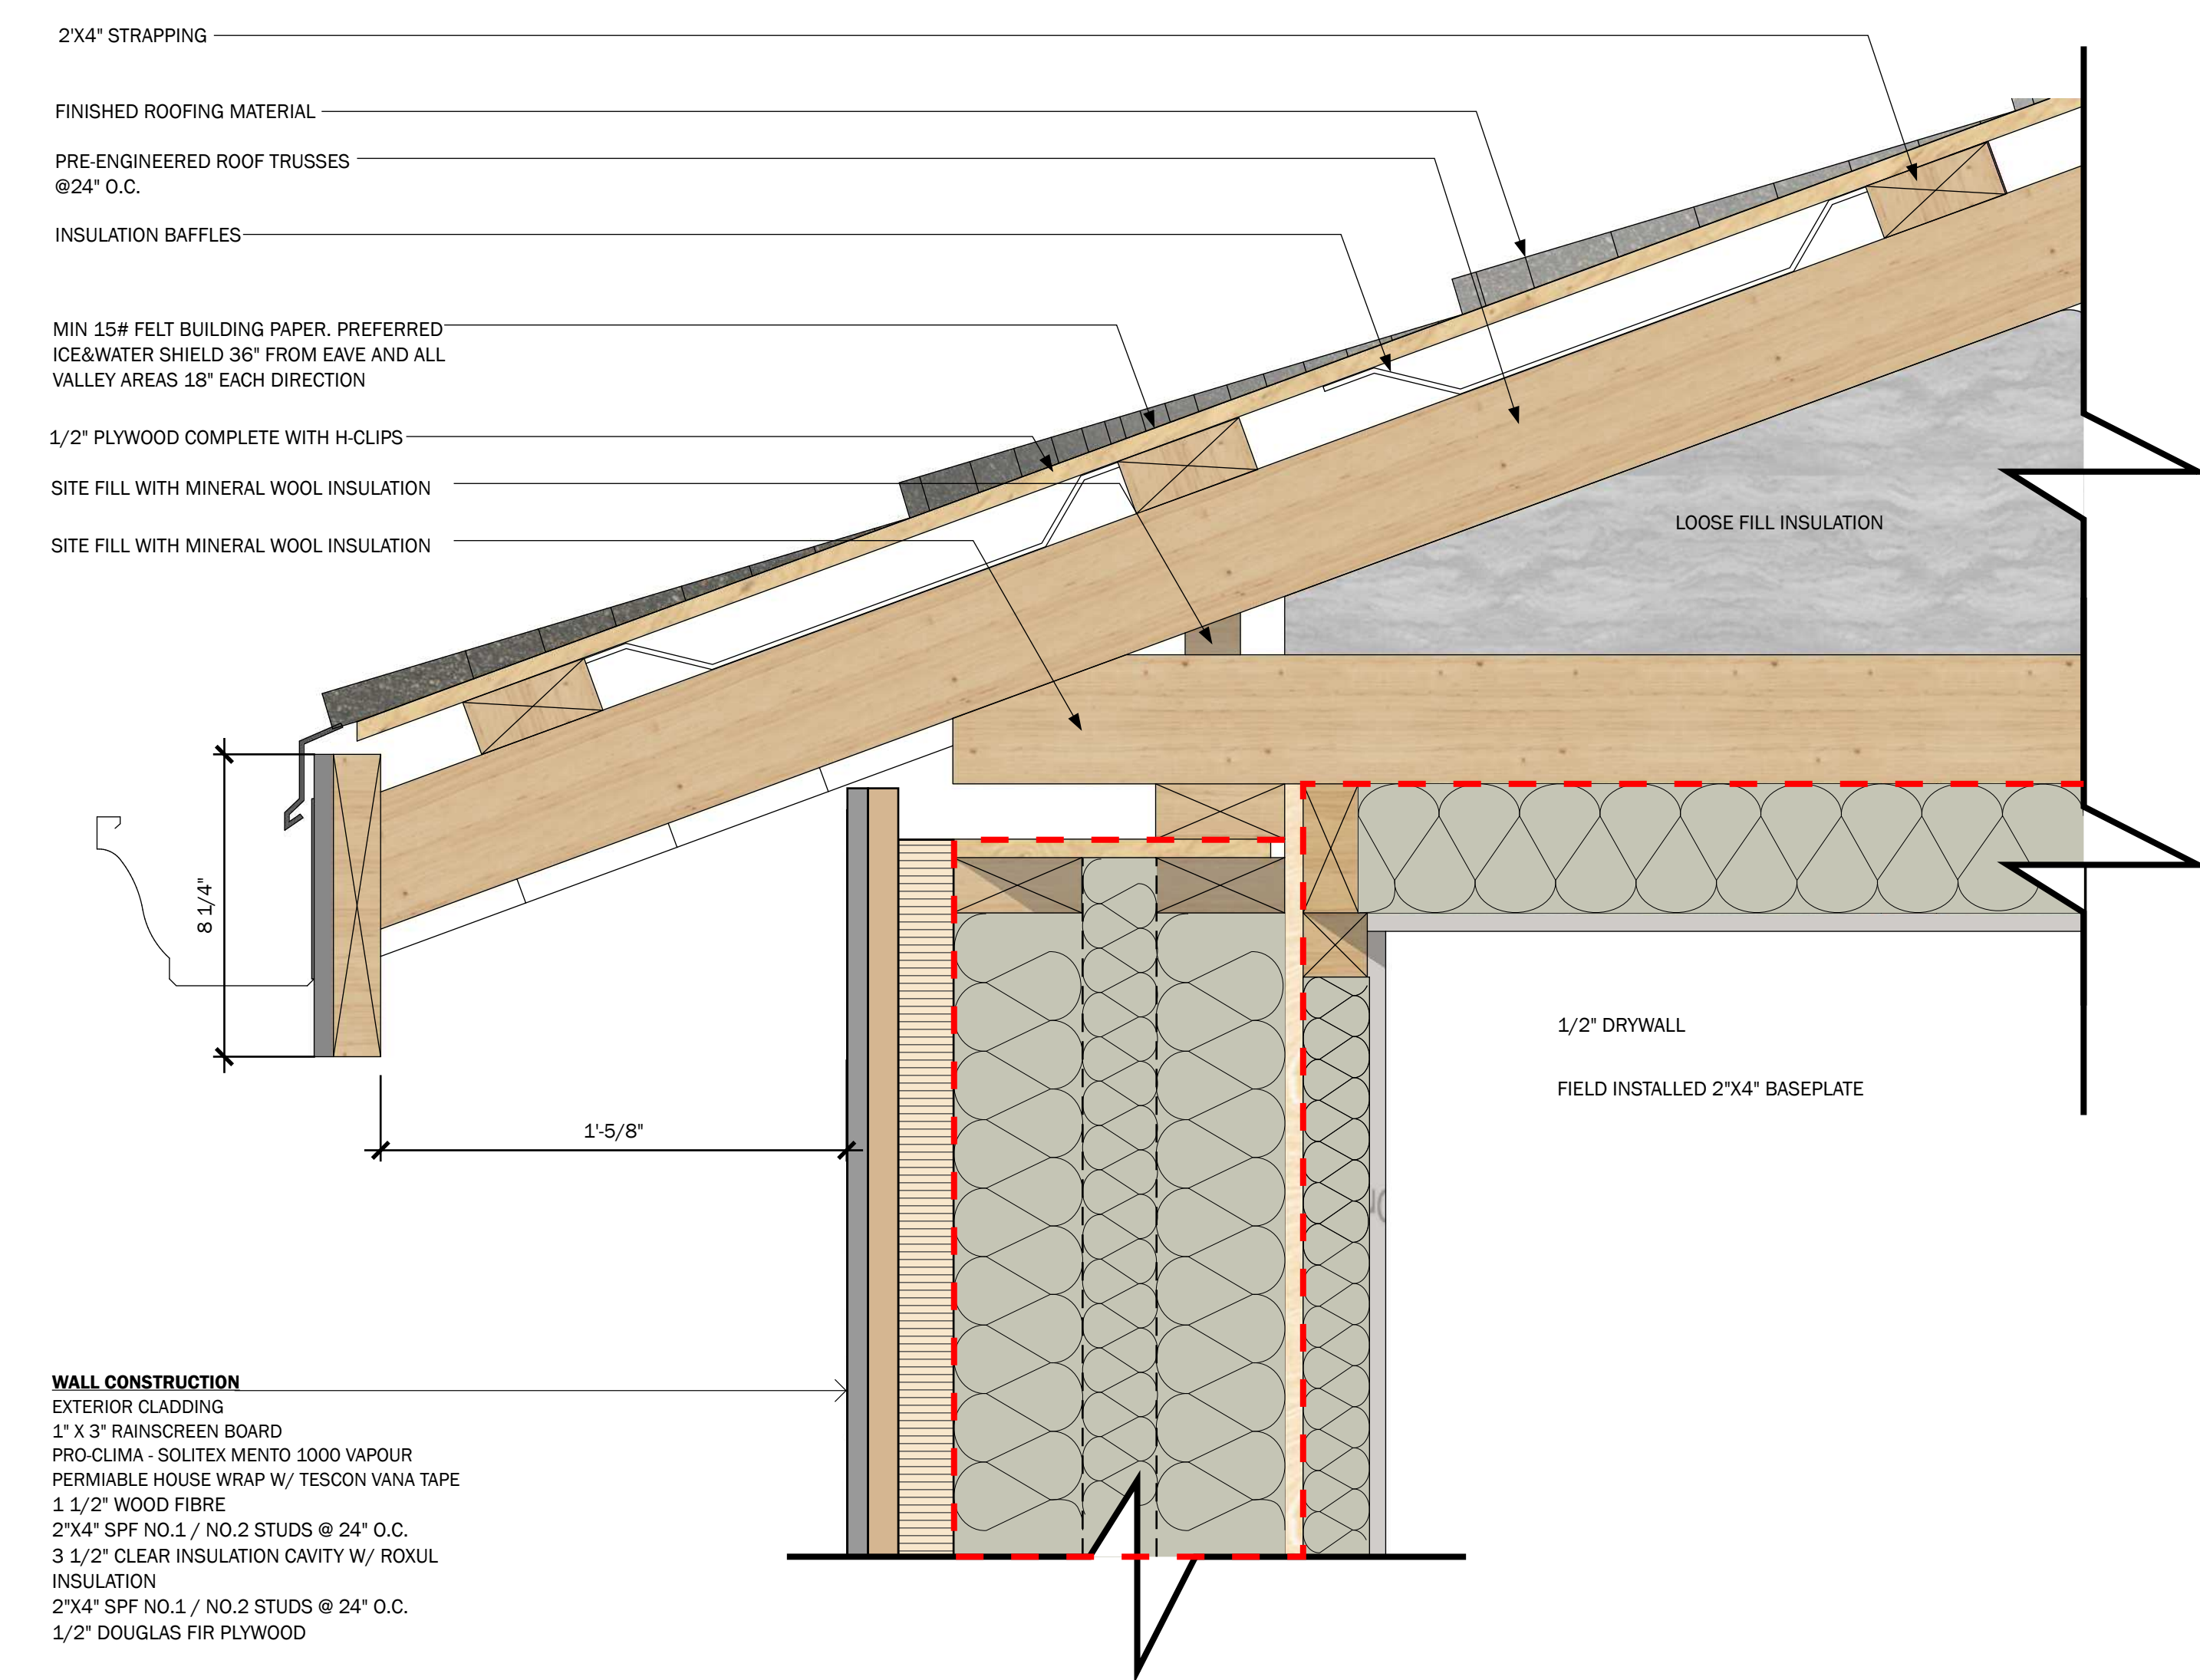 2'X4" STRAPPING
FINISHED ROOFING MATERIAL
PRE-ENGINEERED ROOF TRUSSES
@24" O.C.
INSULATION BAFFLES
MIN 15# FELT BUILDING PAPER. PREFERRED
ICE&WATER SHIELD 36" FROM EAVE AND ALL
VALLEY AREAS 18" EACH DIRECTION
1/2" PLYWOOD COMPLETE WITH H-CLIPS
SITE FILL WITH MINERAL WOOL INSULATION
LOOSE FILL INSULATION
SITE FILL WITH MINERAL WOOL INSULATION
8 1/4"
1/2" DRYWALL
FIELD INSTALLED 2"X4" BASEPLATE
1'-5/8"
WALL CONSTRUCTION
EXTERIOR CLADDING
1" X 3" RAINSCREEN BOARD
PRO-CLIMA - SOLITEX MENTO 1000 VAPOUR
PERMIABLE HOUSE WRAP W/ TESCON VANA TAPE
1 1/2" WOOD FIBRE
2"X4" SPF NO.1 / NO.2 STUDS @ 24" O.C.
3 1/2" CLEAR INSULATION CAVITY W/ ROXUL
INSULATION
2"X4" SPF NO.1 / NO.2 STUDS @ 24" O.C.
1/2" DOUGLAS FIR PLYWOOD